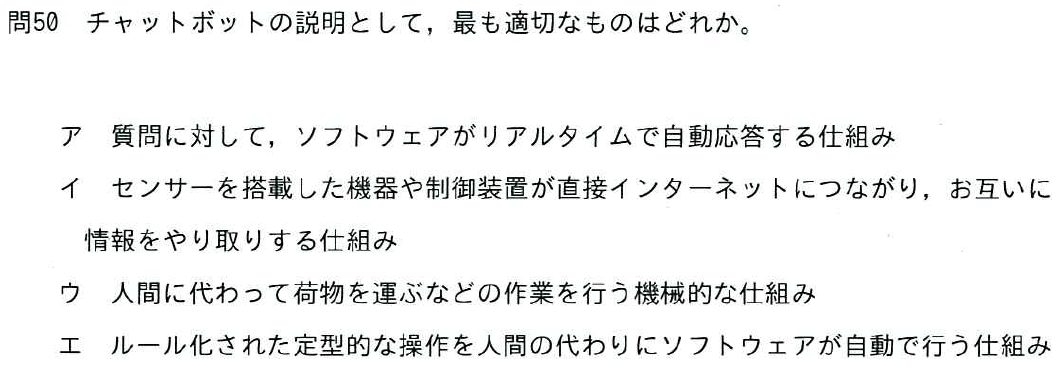 問50 チャットボットの説明として，最も適切なものはどれか。
ア 質問に対して，ソフトウェアがリアルタイムで自動応答する仕組み
イ センサーを搭載した機器や制御装置が直接インターネットにつながり，お互いに
情報をやり取りする仕組み
ウ 人間に代わって荷物を運ぶなどの作業を行う機械的な仕組み
エ ルール化された定型的な操作を人間の代わりにソフトウェアが自動で行う仕組み